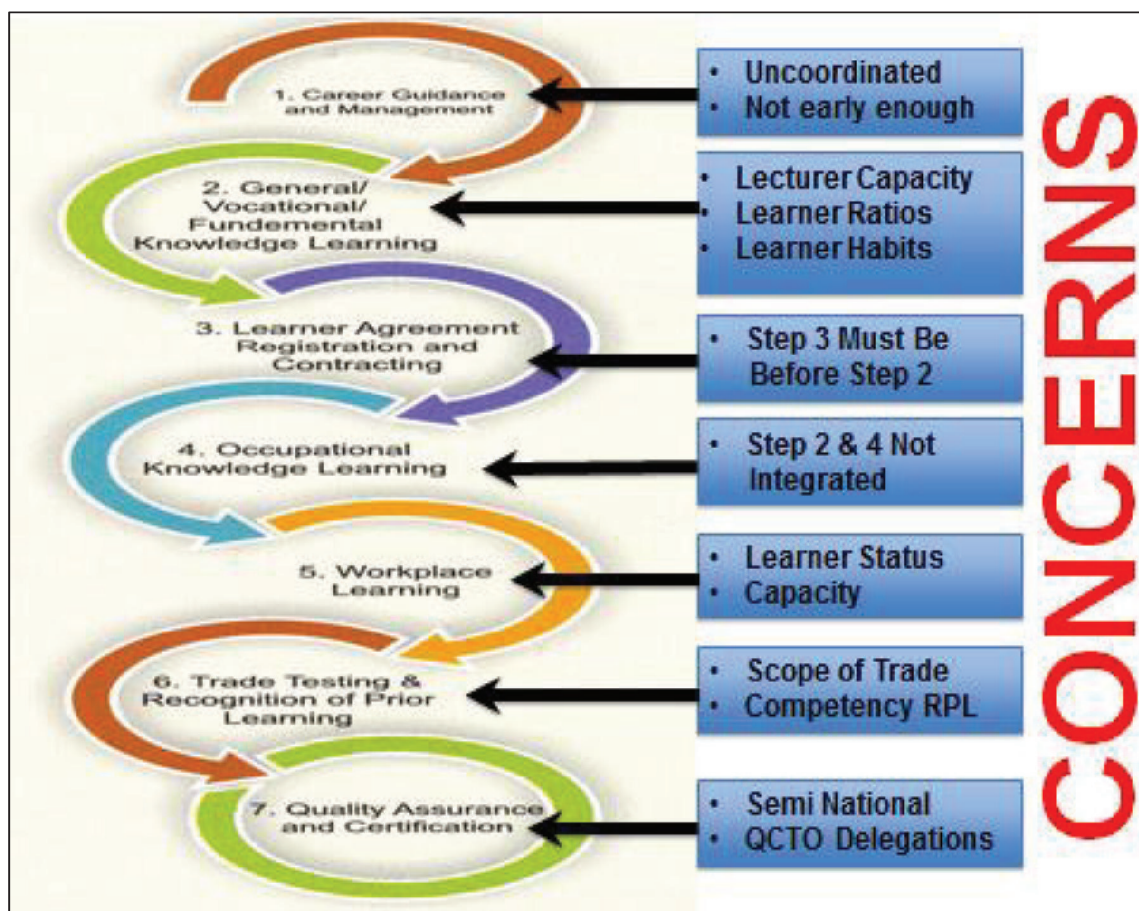 1. Career Guidance
and Management
• Uncoordinated
• Not early enough
2. General/
Vocational/
Fundemental
Knowledge Learning
• Lecturer Capacity
• Learner Ratios
• Learner Habits
3. Learner Agreement
Registration and
Contracting
• Step 3 Must Be
Before Step 2
4. Occupational
Knowledge Learning
• Step 2 & 4 Not
Integrated
5. Workplace
Learning
• Learner Status
• Capacity
6. Trade Testing &
Recognition of Prior
Learning
• Scope of Trade
• Competency RPL
7. Quality Assurance
and Certification
• Semi National
• QCTO Delegations
CONCERNS